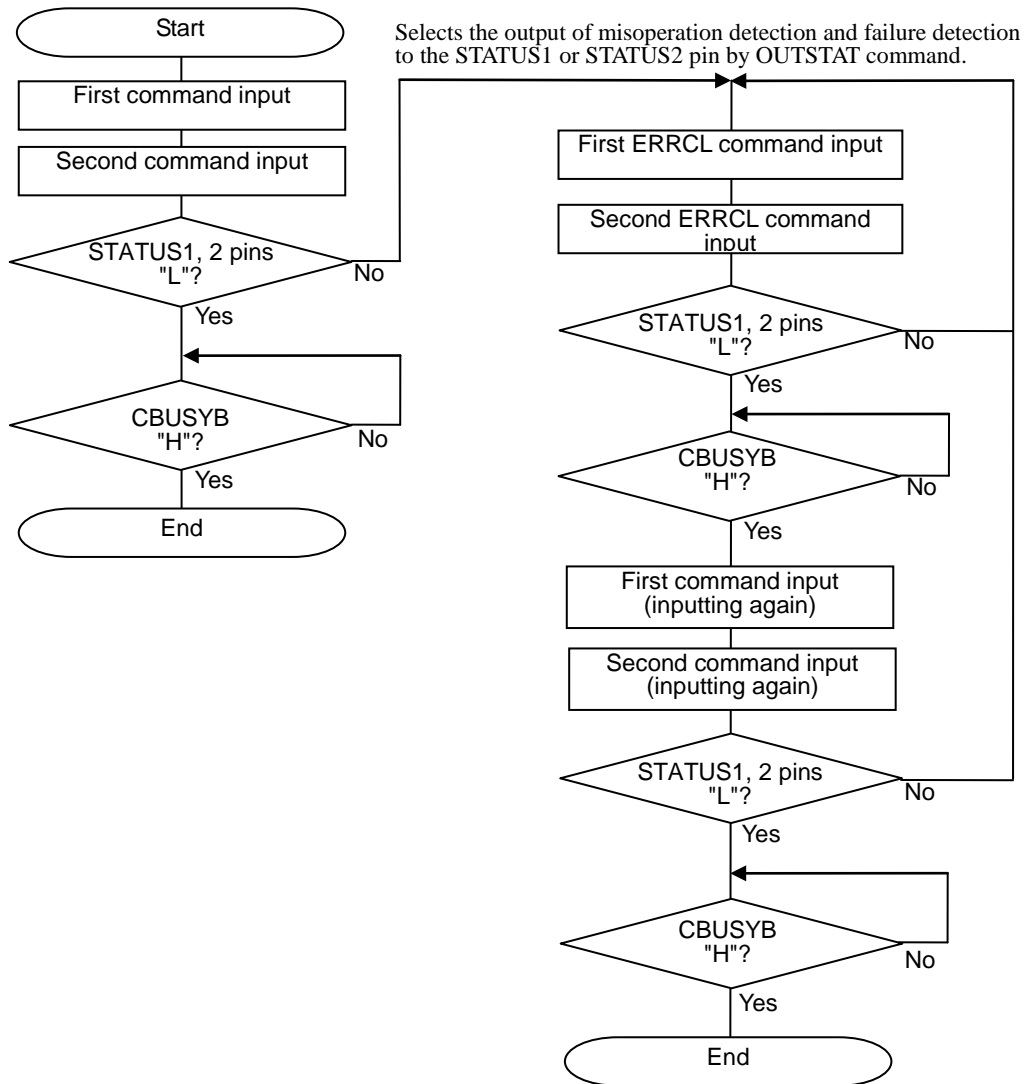 Start
First command input
Second command input
STATUS1, 2 pins
"L"?
No
Yes
CBUSYB
"H"?
No
Yes
End
Selects the output of misoperation detection and failure detection
to the STATUS1 or STATUS2 pin by OUTSTAT command.
First ERRCL command input
Second ERRCL command
input
STATUS1, 2 pins
"L"?
No
Yes
CBUSYB
"H"?
No
Yes
First command input
(inputting again)
Second command input
(inputting again)
STATUS1, 2 pins
"L"?
No
Yes
CBUSYB
"H"?
No
Yes
End